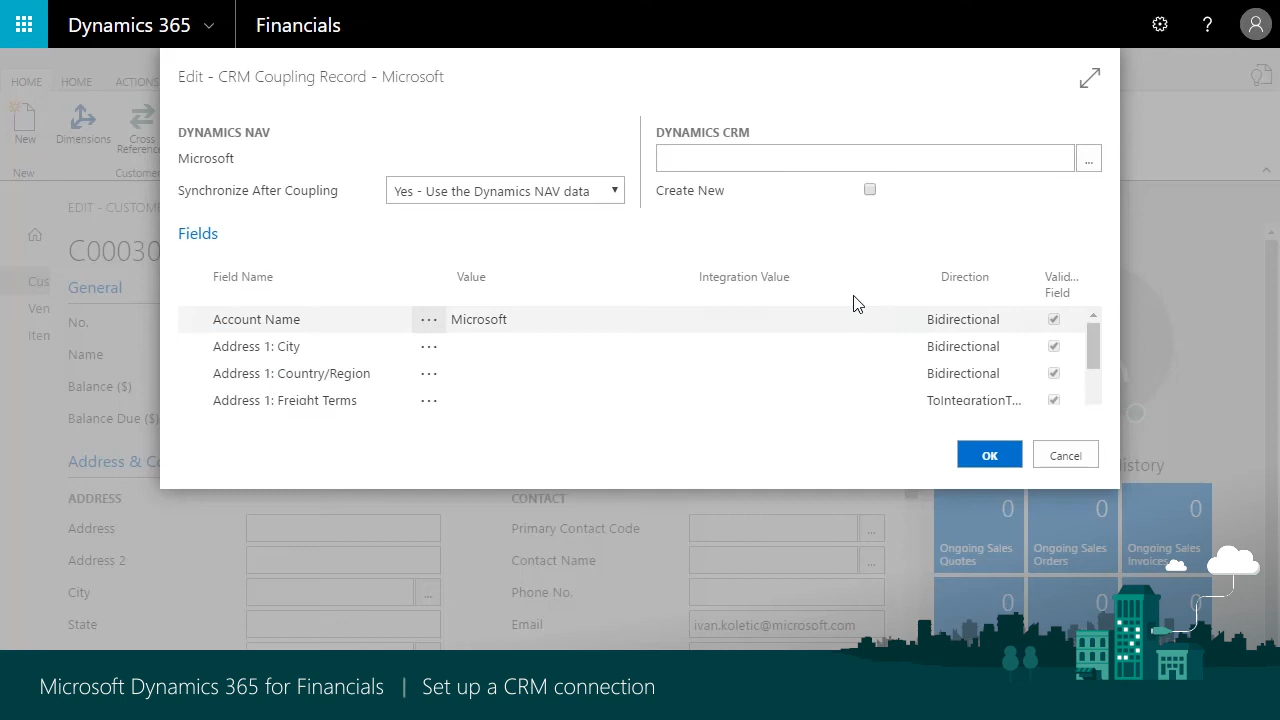 Dynamics 365
Financials
?
Edit - CRM Coupling Record - Microsoft
HOME
HOME
ACTIONS
New
Dimensions
Cross
Reference
New
Custome
DYNAMICS NAV
Microsoft
Synchronize After Coupling
Yes - Use the Dynamics NAV data
DYNAMICS CRM
...
Create New
EDIT - CUSTOME
C00030
General
Cus
Ven
Item
No.
Name
Balance ($)
Balance Due ($)
Address & Co
Fields
Field Name
Value
Integration Value
Direction
Valid...
Field
Account Name
...
Microsoft
Bidirectional
Address 1: City
...
Bidirectional
Address 1: Country/Region
...
Bidirectional
Address 1: Freight Terms
...
ToIntegrationT...
OK
Cancel
History
ADDRESS
CONTACT
Address
Primary Contact Code
...
Address 2
Contact Name
...
City
...
Phone No.
State
Email
ivan.koletic@microsoft.com
0
0
0
Ongoing Sales
Quotes
Ongoing Sales
Orders
Ongoing Sales
Invoices
0
0
0
Microsoft Dynamics 365 for Financials | Set up a CRM connection